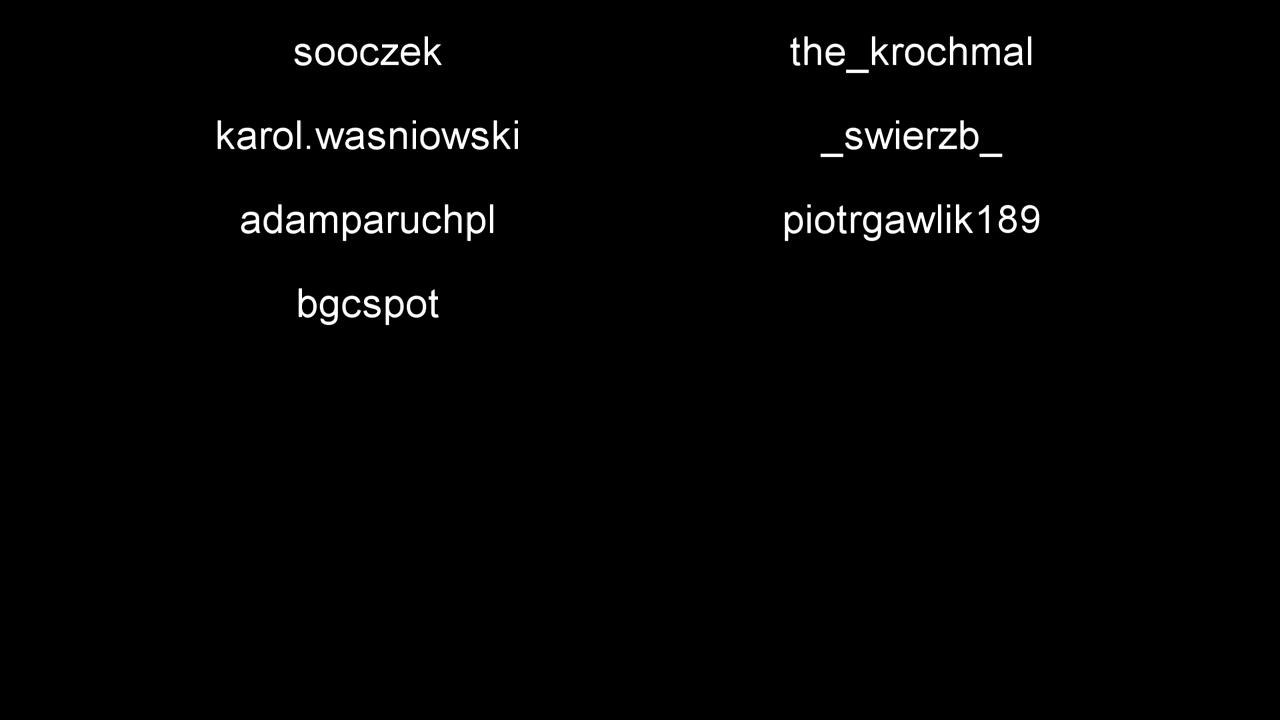 sooczek
the_krochmal
karol.wasniowski
_swierzb_
adamparuchpl
piotrgawlik189
bgcspot